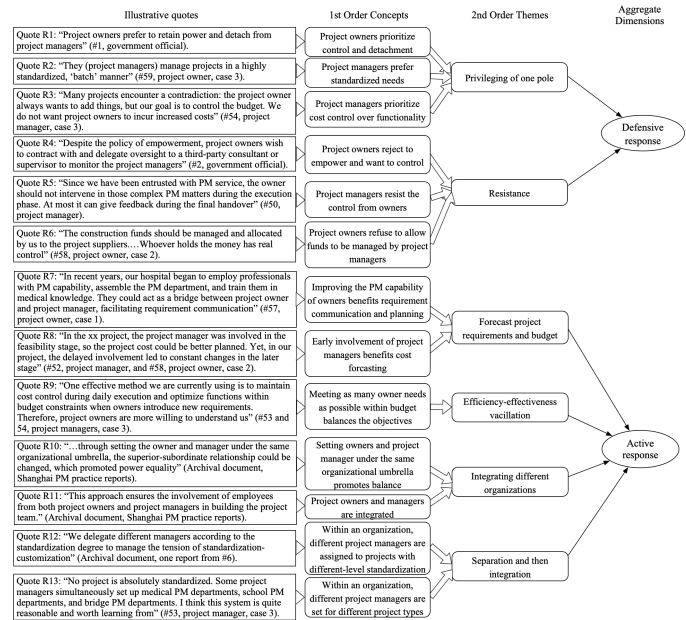 Illustrative quotes
1st Order Concepts
2nd Order Themes
Aggregate
Dimensions
Quote R1: “Project owners prefer to retain power and detach from
project managers” (#1, government official).
Quote R2: “They (project managers) manage projects in a highly
standardized, ‘batch’ manner” (#59, project owner, case 3).
Quote R3: “Many projects encounter a contradiction: the project owner
always wants to add things, but our goal is to control the budget. We
do not want project owners to incur increased costs” (#54, project
manager, case 3).
Quote R4: “Despite the policy of empowerment, project owners wish
to contract with and delegate oversight to a third-party consultant or
supervisor to monitor the project managers” (#2, government official).
Quote R5: “Since we have been entrusted with PM service, the owner
should not intervene in those complex PM matters during the execution
phase. At most it can give feedback during the final handover” (#50,
project manager).
Quote R6: “The construction funds should be managed and allocated
by us to the project suppliers.…Whoever holds the money has real
control” (#58, project owner, case 2).
Quote R7: “In recent years, our hospital began to employ professionals
with PM capability, assemble the PM department, and train them in
medical knowledge. They could act as a bridge between project owner
and project manager, facilitating requirement communication” (#57,
project owner, case 1).
Quote R8: “In the xx project, the project manager was involved in the
feasibility stage, so the project cost could be better planned. Yet, in our
project, the delayed involvement led to constant changes in the later
stage” (#52, project manager, and #58, project owner, case 2).
Quote R9: “One effective method we are currently using is to maintain
cost control during daily execution and optimize functions within
budget constraints when owners introduce new requirements.
Therefore, project owners are more willing to understand us” (#53 and
54, project managers, case 3).
Quote R10: “…through setting the owner and manager under the same
organizational umbrella, the superior-subordinate relationship could be
changed, which promoted power equality” (Archival document,
Shanghai PM practice reports).
Quote R11: “This approach ensures the involvement of employees
from both project owners and project managers in building the project
team.” (Archival document, Shanghai PM practice reports).
Quote R12: “We delegate different managers according to the
standardization degree to manage the tension of standardization-
customization” (Archival document, one report from #6).
Quote R13: “No project is absolutely standardized. Some project
managers simultaneously set up medical PM departments, school PM
departments, and bridge PM departments. I think this system is quite
reasonable and worth learning from” (#53, project manager, case 3).
Project owners prioritize
control and detachment
Project managers prefer
standardized needs
Project managers prioritize
cost control over functionality
Project owners reject to
empower and want to control
Project managers resist the
control from owners
Project owners refuse to allow
funds to be managed by project
managers
Improving the PM capability
of owners benefits requirement
communication and planning
Early involvement of project
managers benefits cost
forcasting
Meeting as many owner needs
as possible within budget
balances the objectives
Setting owners and project
manager under the same
organizational umbrella
promotes balance
Project owners and managers
are integrated
Within an organization,
different project managers are
assigned to projects with
different-level standardization
Within an organization,
different project managers are
set for different project types
Privileging of one pole
Resistance
Forecast project
requirements and budget
Efficiency-effectiveness
vacillation
Integrating different
organizations
Separation and then
integration
Defensive
response
Active
response